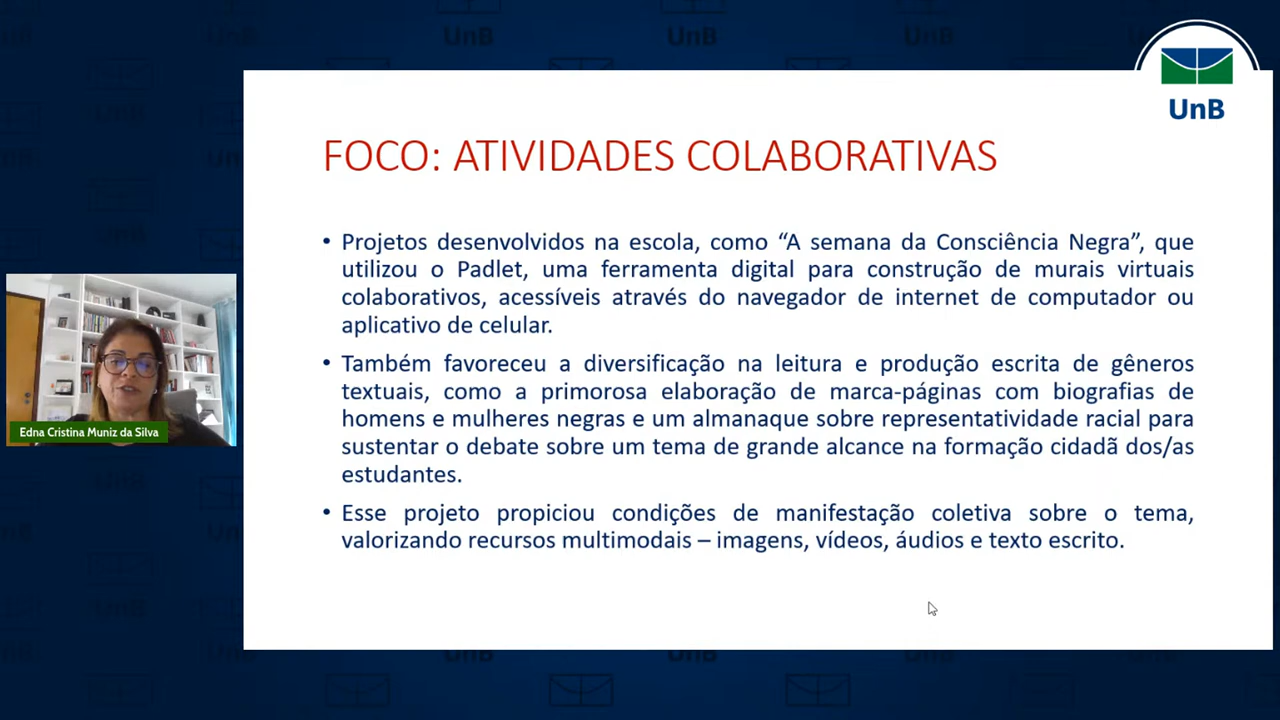 UnB
FOCO: ATIVIDADES COLABORATIVAS
• Projetos desenvolvidos na escola, como “A semana da Consciência Negra”, que
utilizou o Padlet, uma ferramenta digital para construção de murais virtuais
colaborativos, acessíveis através do navegador de internet de computador ou
aplicativo de celular.
• Também favoreceu a diversificação na leitura e produção escrita de gêneros
textuais, como a primorosa elaboração de marca-páginas com biografias de
homens e mulheres negras e um almanaque sobre representatividade racial para
sustentar o debate sobre um tema de grande alcance na formação cidadã dos/as
estudantes.
• Esse projeto propiciou condições de manifestação coletiva sobre o tema,
valorizando recursos multimodais – imagens, vídeos, áudios e texto escrito.
Edna Cristina Muniz da Silva